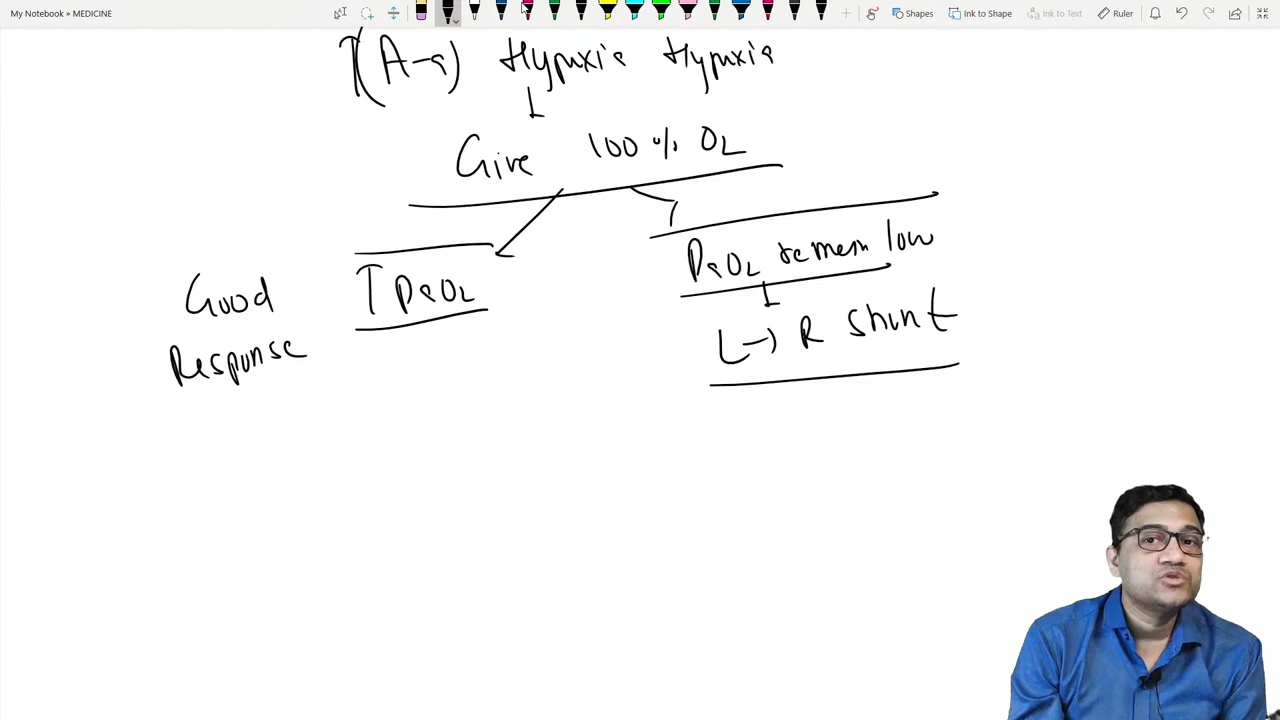 My Notebook » MEDICINE
Shapes Ink to Shape Ink to Text Ruler
↑(A-a) Hypoxia Hypoxia
Give 100 % O2
↑ PaO2
PaO2 remain low
Good
Response
L→R shunt